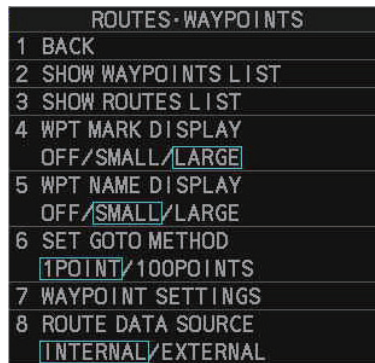 ROUTES·WAYPOINTS
1 BACK
2 SHOW WAYPOINTS LIST
3 SHOW ROUTES LIST
4 WPT MARK DISPLAY
OFF/SMALL/LARGE
5 WPT NAME DISPLAY
OFF/SMALL/LARGE
6 SET GOTO METHOD
1POINT/100POINTS
7 WAYPOINT SETTINGS
8 ROUTE DATA SOURCE
INTERNAL/EXTERNAL